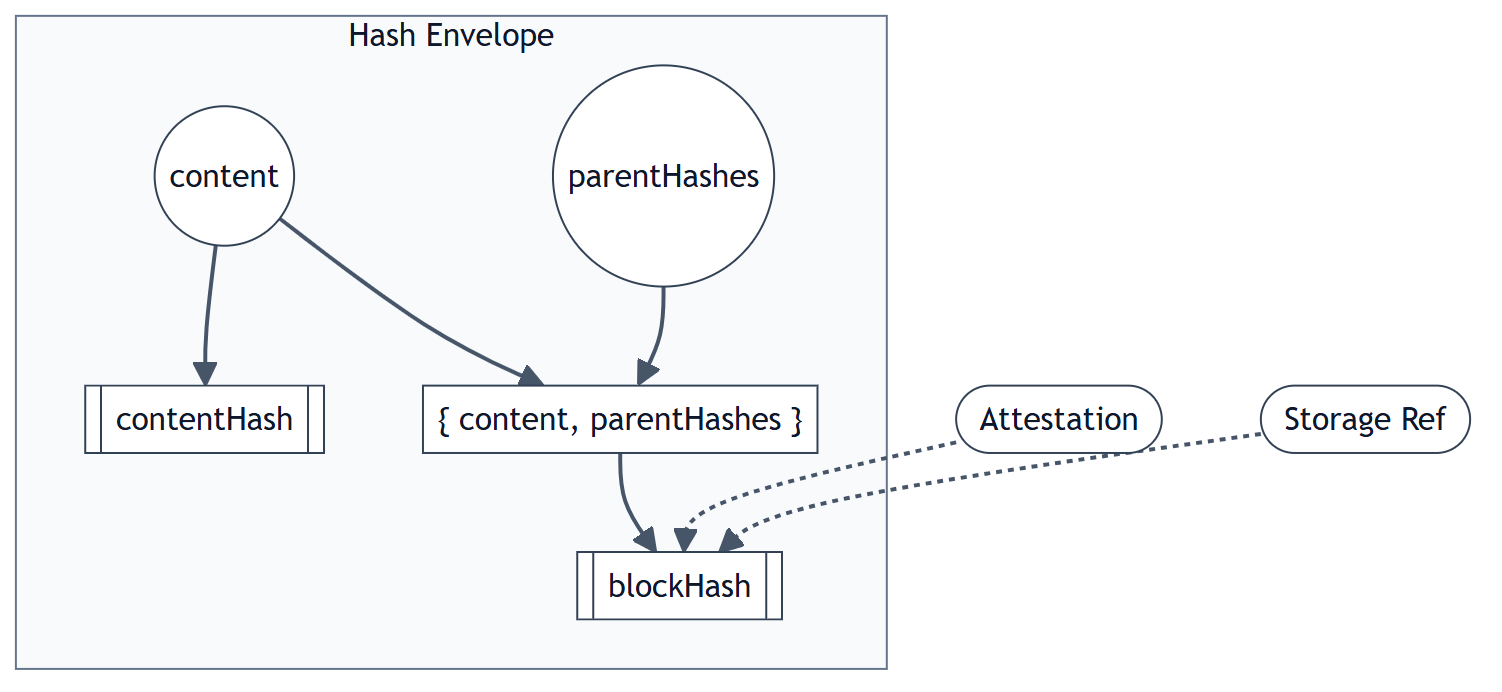 Hash Envelope
content
parentHashes
contentHash
{ content, parentHashes }
Attestation
Storage Ref
blockHash